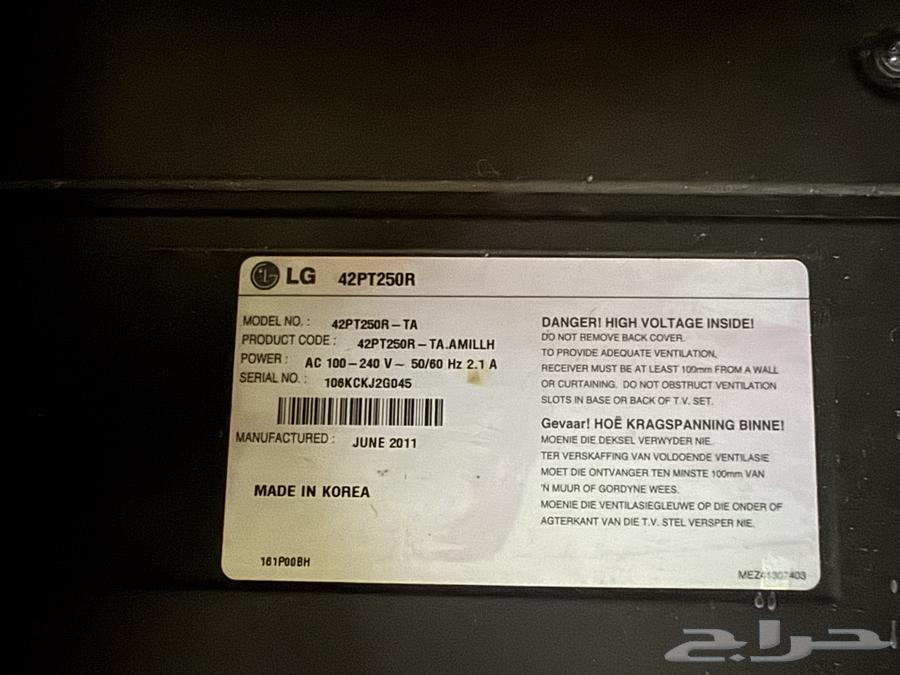 LG 42PT250R
MODEL NO. : 42PT250R-TA
PRODUCT CODE : 42PT250R-TA.AMILLH
POWER : AC 100-240 V~ 50/60 Hz 2.1 A
SERIAL NO. : 106KCKJ2G045
MANUFACTURED : JUNE 2011
MADE IN KOREA
161P00BH
DANGER! HIGH VOLTAGE INSIDE!
DO NOT REMOVE BACK COVER.
TO PROVIDE ADEQUATE VENTILATION,
RECEIVER MUST BE AT LEAST 100mm FROM A WALL
OR CURTAINING. DO NOT OBSTRUCT VENTILATION
SLOTS IN BASE OR BACK OF T.V. SET.
Gevaar! HOË KRAGSPANNING BINNE!
MOENIE DIE DEKSEL VERWYDER NIE.
TER VERSKAFFING VAN VOLDOENDE VENTILASIE
MOET DIE ONTVANGER TEN MINSTE 100mm VAN
'N MUUR OF GORDYNE WEES.
MOENIE DIE VENTILASIEGLEUWE OP DIE ONDER OF
AGTERKANT VAN DIE T.V. STEL VERSPER NIE.
MEZ41307403
حراج